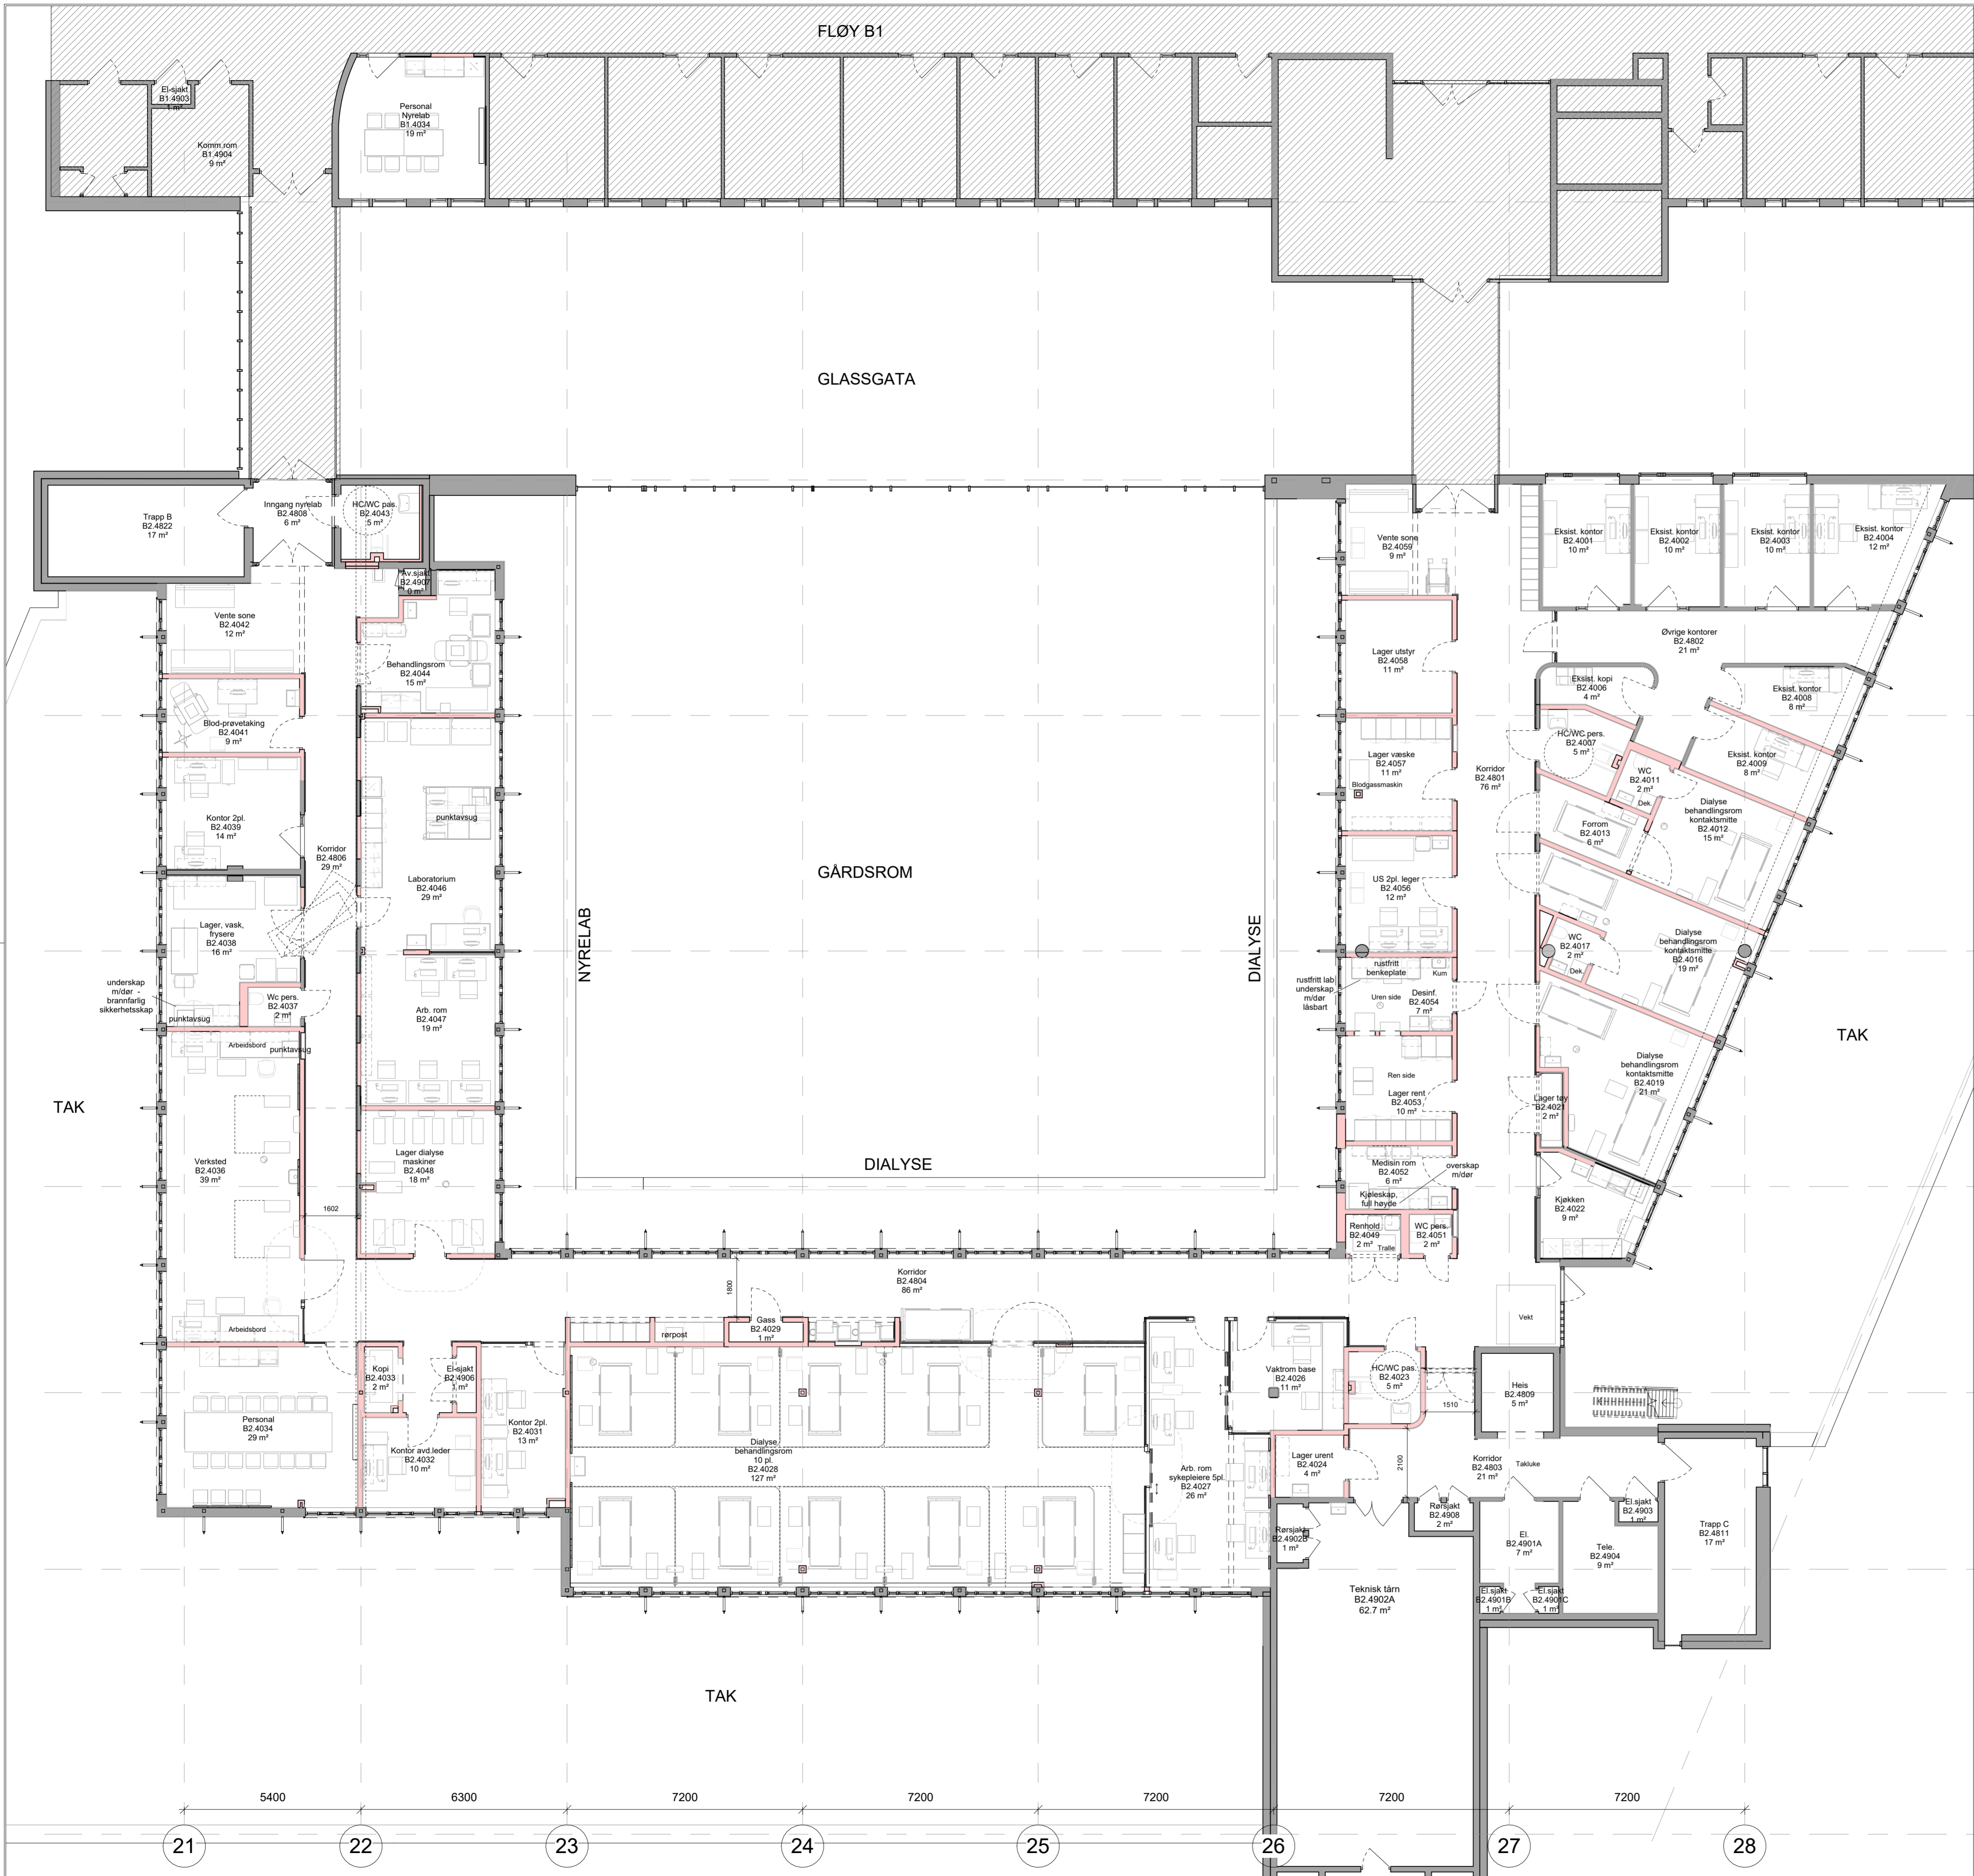 FLØY B1
El-sjakt
B1.4903
1 m²
Komm.rom
B1.4904
9 m²
Personal
Nyrelab
B1.4034
19 m²
GLASSGATA
Trapp B
B2.4822
17 m²
Inngang nyrelab
B2.4808
6 m²
HC/WC pas.
B2.4043
5 m²
Av.sjakt
B2.4907
0 m²
Vente sone
B2.4042
12 m²
Behandlingsrom
B2.4044
15 m²
Blod-prøvetaking
B2.4041
9 m²
Kontor 2pl.
B2.4039
14 m²
Korridor
B2.4806
29 m²
punktavsug
Laboratorium
B2.4046
29 m²
Lager, vask,
frysere
B2.4038
16 m²
underskap
m/dør -
brannfarlig
sikkerhetsskap
punktavsug
Wc pers.
B2.4037
2 m²
Arb. rom
B2.4047
19 m²
Arbeidsbord
punktavsug
Verksted
B2.4036
39 m²
Lager dialyse
maskiner
B2.4048
18 m²
1602
Arbeidsbord
TAK
NYRELAB
GÅRDSROM
DIALYSE
DIALYSE
Vente sone
B2.4059
9 m²
Lager utstyr
B2.4058
11 m²
Lager væske
B2.4057
11 m²
Blodgassmaskin
US 2pl. leger
B2.4056
12 m²
rustfritt
benkeplate
Kum
rustfritt lab
underskap
m/dør
låsbart
Uren side
Desinf.
B2.4054
7 m²
Ren side
Lager rent
B2.4053
10 m²
Medisin rom
B2.4052
6 m²
overskap
m/dør
Kjøleskap,
full høyde
Renhold
B2.4049
2 m²
Tralle
WC pers.
B2.4051
2 m²
Korridor
B2.4801
76 m²
Eksist. kontor
B2.4001
10 m²
Eksist. kontor
B2.4002
10 m²
Eksist. kontor
B2.4003
10 m²
Eksist. kontor
B2.4004
12 m²
Øvrige kontorer
B2.4802
21 m²
Eksist. kopi
B2.4006
4 m²
Eksist. kontor
B2.4008
8 m²
HC/WC pers.
B2.4007
5 m²
Eksist. kontor
B2.4009
8 m²
WC
B2.4011
2 m²
Dek.
Dialyse
behandlingsrom
kontaktsmitte
B2.4012
15 m²
Forrom
B2.4013
6 m²
WC
B2.4017
2 m²
Dek.
Dialyse
behandlingsrom
kontaktsmitte
B2.4016
19 m²
Dialyse
behandlingsrom
kontaktsmitte
B2.4019
21 m²
Lager tøy
B2.4021
2 m²
Kjøkken
B2.4022
9 m²
TAK
Korridor
B2.4804
86 m²
1800
Gass
B2.4029
1 m²
rørpost
Vekt
Personal
B2.4034
29 m²
Kopi
B2.4033
2 m²
El-sjakt
B2.4906
1 m²
Kontor avd.leder
B2.4032
10 m²
Kontor 2pl.
B2.4031
13 m²
Dialyse
behandlingsrom
10 pl.
B2.4028
127 m²
Arb. rom
sykepleiere 5pl.
B2.4027
26 m²
Vaktrom base
B2.4026
11 m²
HC/WC pas.
B2.4023
5 m²
1510
Heis
B2.4809
5 m²
Lager urent
B2.4024
4 m²
2100
Korridor
B2.4803
21 m²
Takluke
Rørsjakt
B2.4902B
1 m²
Rørsjakt
B2.4908
2 m²
El.
B2.4901A
7 m²
El.sjakt
B2.4903
1 m²
Tele.
B2.4904
9 m²
Trapp C
B2.4811
17 m²
El.sjakt
B2.4901B
1 m²
El.sjakt
B2.4901C
1 m²
Teknisk tårn
B2.4902A
62.7 m²
TAK
5400 6300 7200 7200 7200 7200 7200
21 22 23 24 25 26 27 28